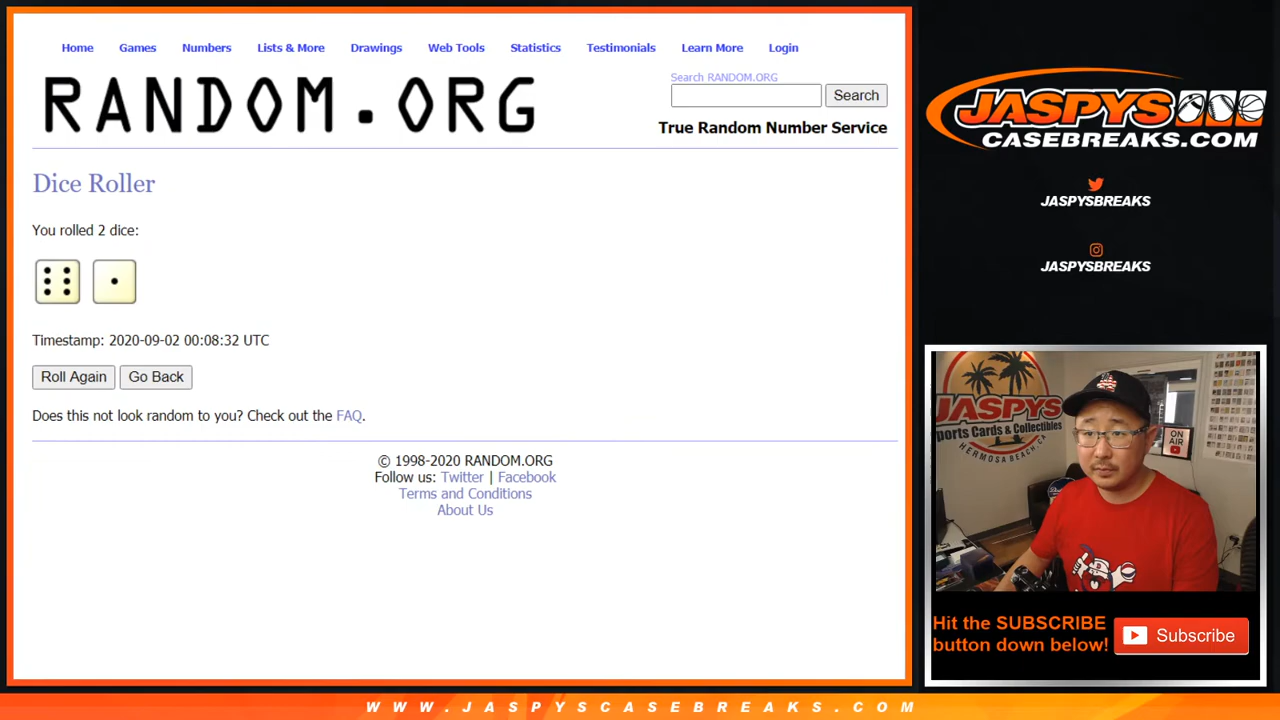 Home Games Numbers Lists & More Drawings Web Tools Statistics Testimonials Learn More Login
RANDOM.ORG
Search RANDOM.ORG
Search
True Random Number Service
Dice Roller
You rolled 2 dice:
Timestamp: 2020-09-02 00:08:32 UTC
Roll Again Go Back
Does this not look random to you? Check out the FAQ.
© 1998-2020 RANDOM.ORG
Follow us: Twitter | Facebook
Terms and Conditions
About Us
JASPYS
CASEBREAKS.COM
JASPYSBREAKS
JASPYSBREAKS
JASPYS
ports Cards & Collectibles
HERMOSA BEACH, CA
ON
AIR
Hit the SUBSCRIBE
button down below!
Subscribe
WWW.JASPYSCASEBREAKS.COM